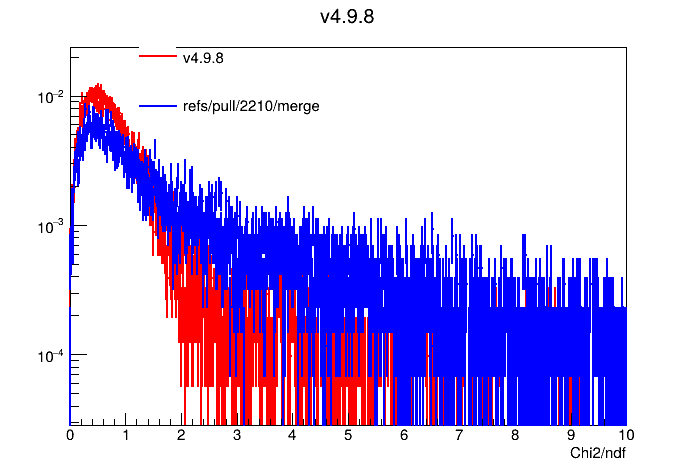 v4.9.8
v4.9.8
refs/pull/2210/merge
10⁻²
10⁻³
10⁻⁴
0 1 2 3 4 5 6 7 8 9 10
Chi2/ndf